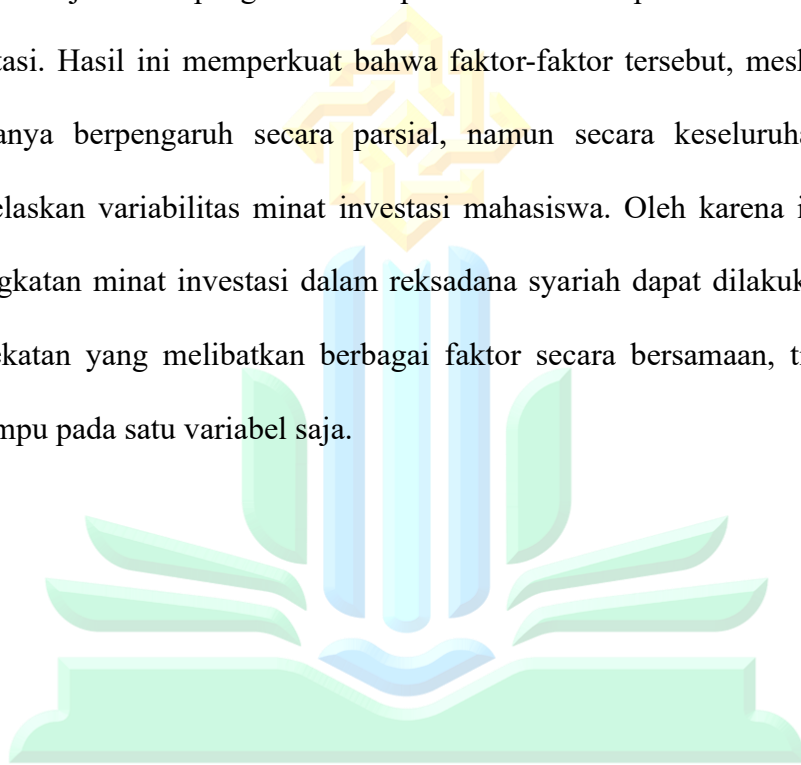 tasi. Hasil ini memperkuat bahwa faktor-faktor tersebut, mesk
anya berpengaruh secara parsial, namun secara keseluruha
elaskan variabilitas minat investasi mahasiswa. Oleh karena i
gkatan minat investasi dalam reksadana syariah dapat dilakuk
ekatan yang melibatkan berbagai faktor secara bersamaan, ti
mpu pada satu variabel saja.